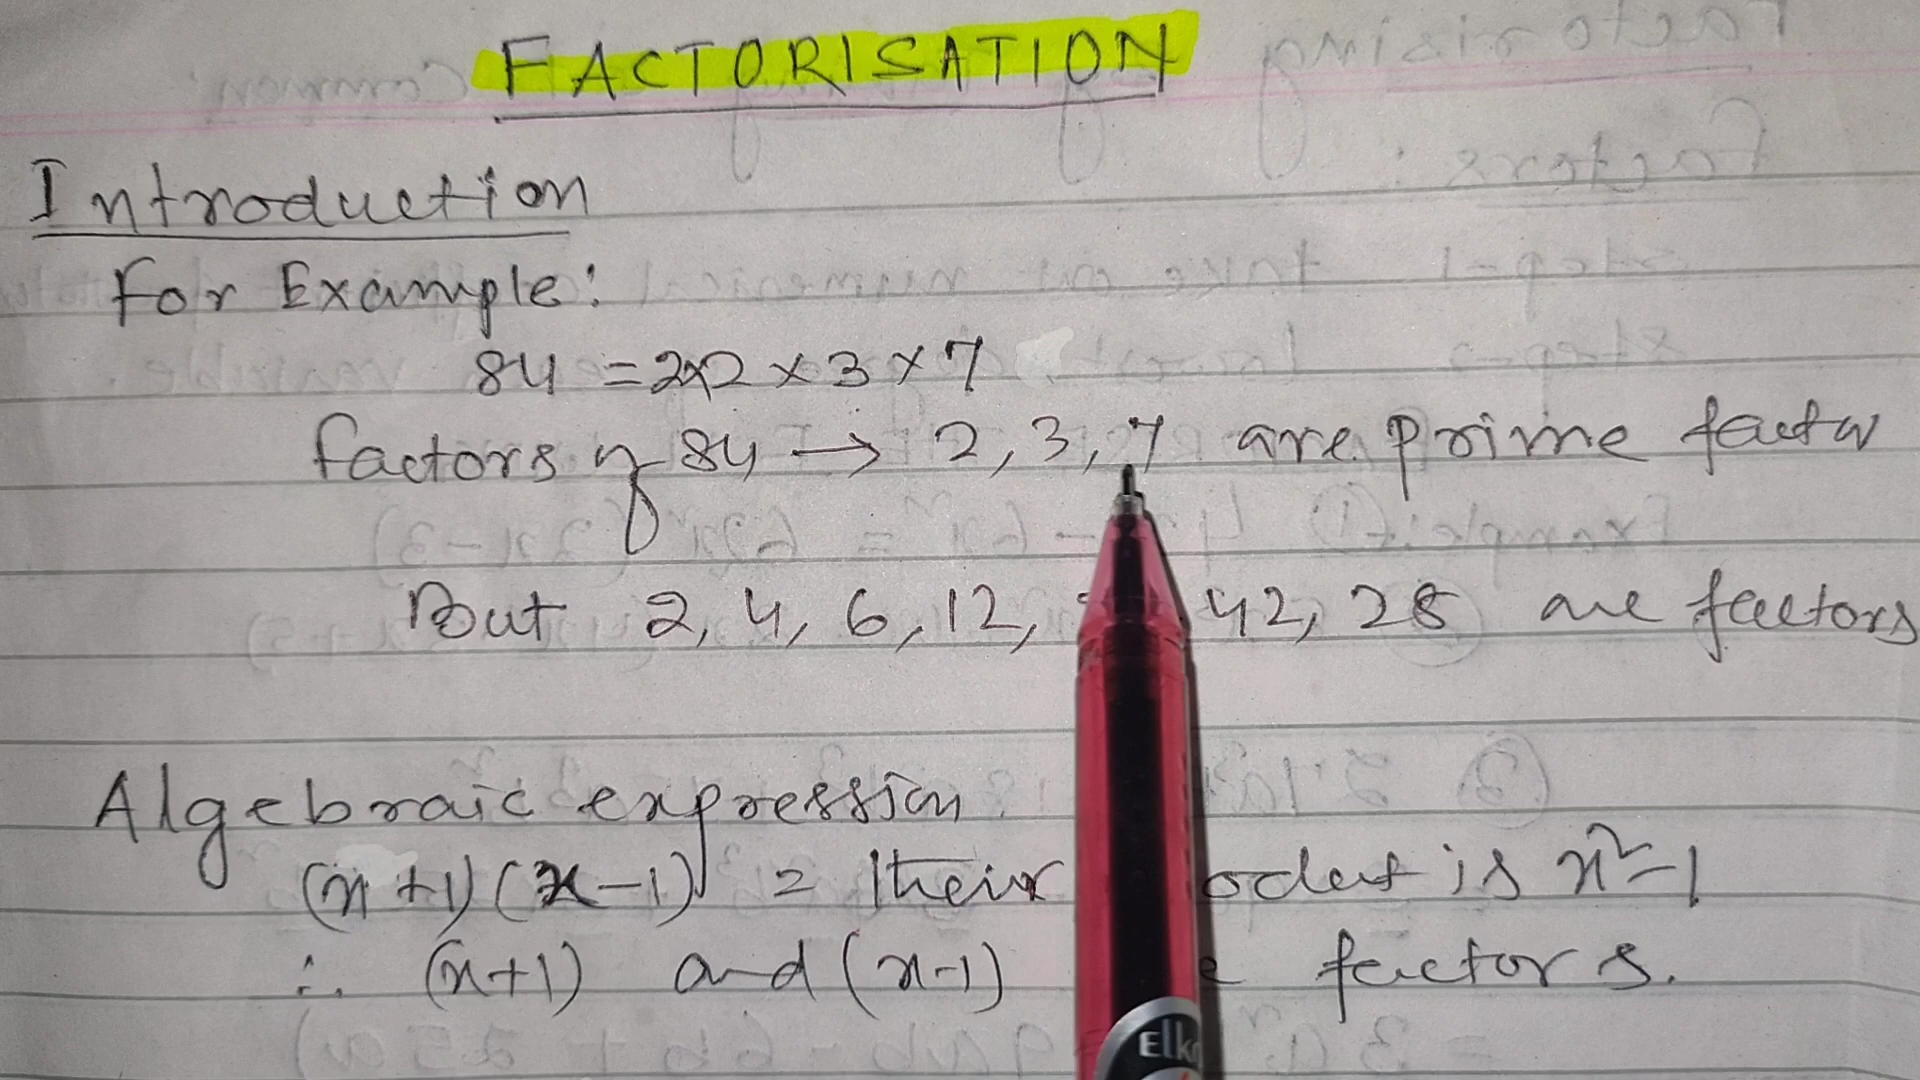 FACTORISATION
Introduction
For Example:
84 = 2×2 × 3 × 7
factors of 84 → 2, 3, 7 are prime factor
But 2, 4, 6, 12, 42, 28 are factors
Algebraic expression
(x+1)(x-1) = their is x²-1
∴ (x+1) and (x-1) factors.
Elk